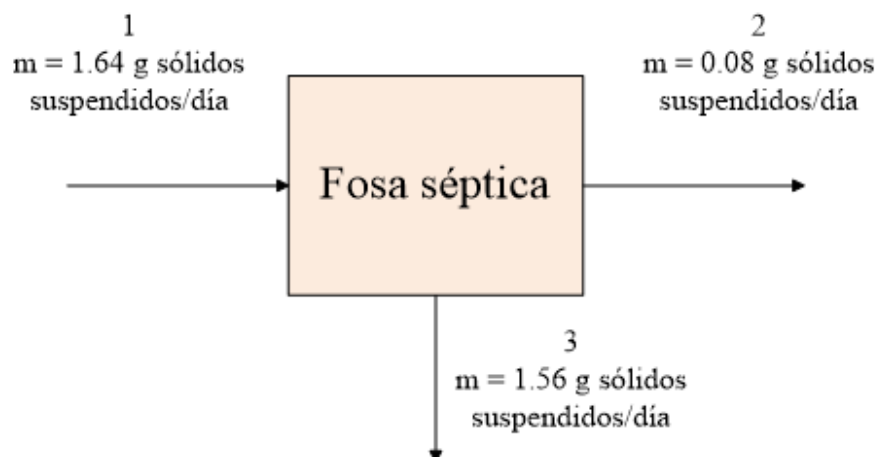 1
m = 1.64 g sólidos
suspendidos/día
2
m = 0.08 g sólidos
suspendidos/día
Fosa séptica
3
m = 1.56 g sólidos
suspendidos/día